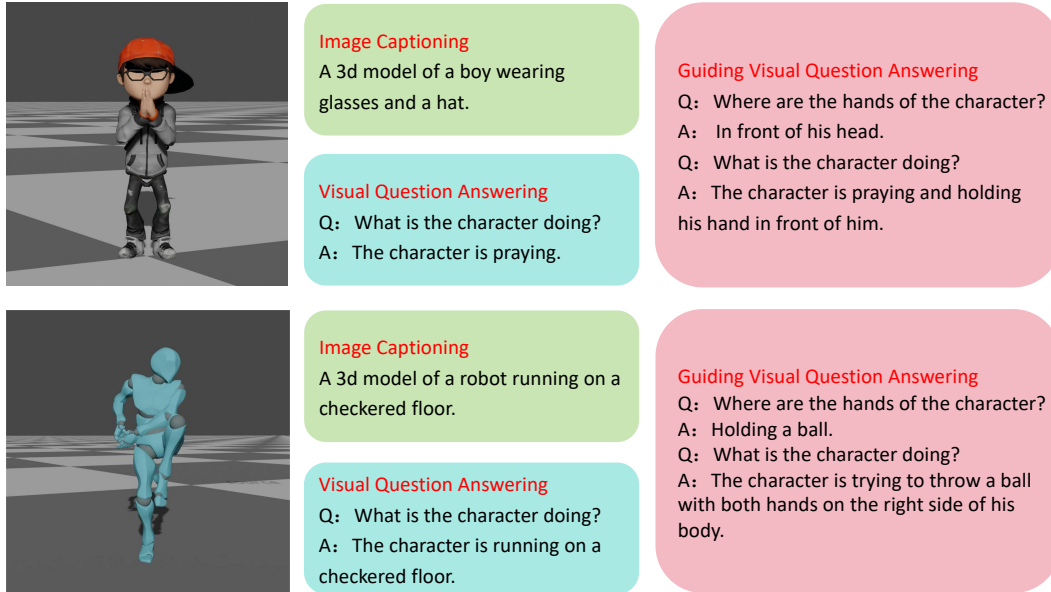 Image Captioning
A 3d model of a boy wearing
glasses and a hat.
Visual Question Answering
Q： What is the character doing?
A： The character is praying.
Guiding Visual Question Answering
Q： Where are the hands of the character?
A： In front of his head.
Q： What is the character doing?
A： The character is praying and holding
his hand in front of him.
Image Captioning
A 3d model of a robot running on a
checkered floor.
Visual Question Answering
Q： What is the character doing?
A： The character is running on a
checkered floor.
Guiding Visual Question Answering
Q： Where are the hands of the character?
A： Holding a ball.
Q： What is the character doing?
A： The character is trying to throw a ball
with both hands on the right side of his
body.